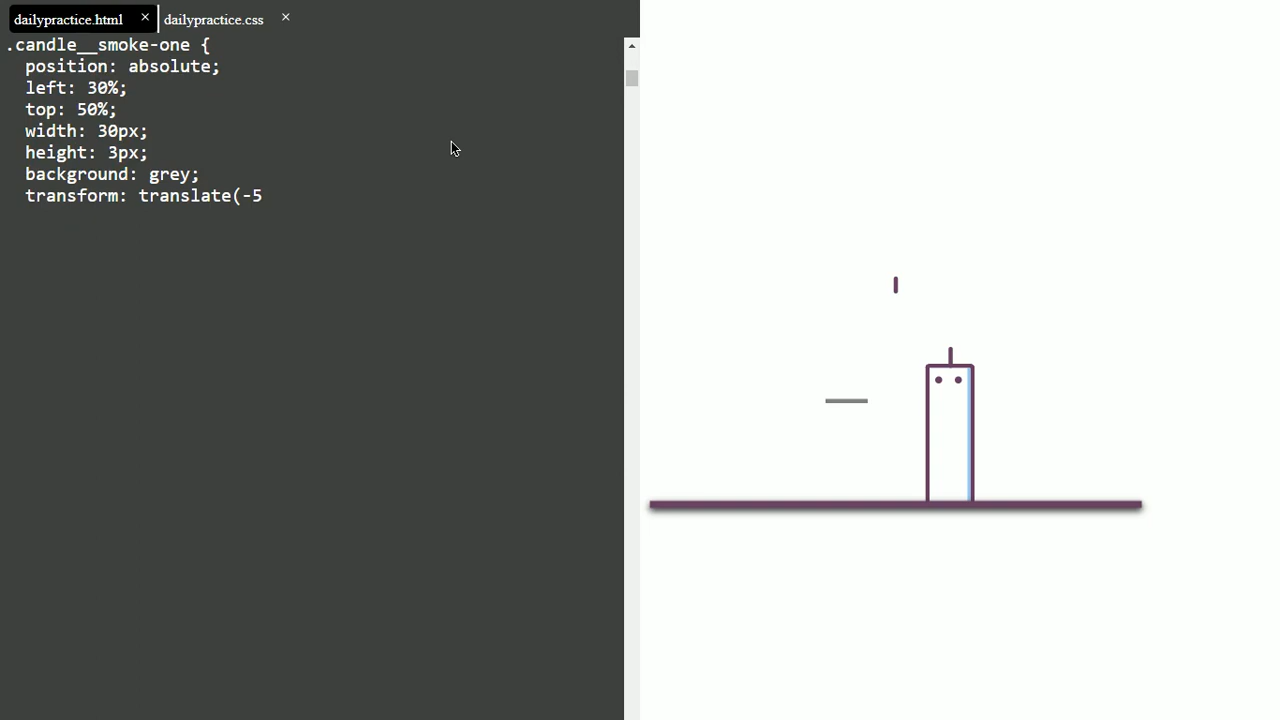 dailypractice.html × dailypractice.css ×
.candle__smoke-one {
position: absolute;
left: 30%;
top: 50%;
width: 30px;
height: 3px;
background: grey;
transform: translate(-5